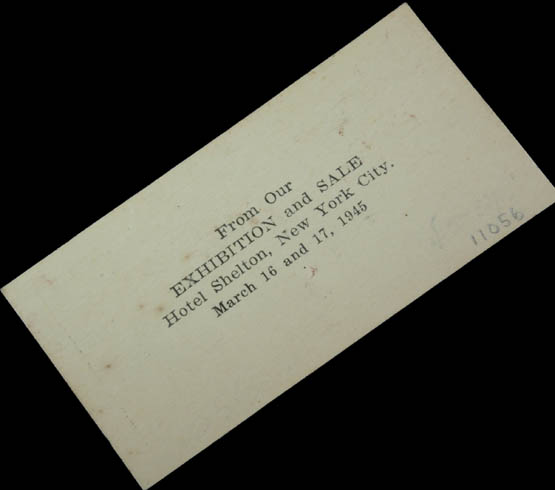 From Our
EXHIBITION and SALE
Hotel Shelton, New York City.
March 16 and 17, 1945
11056